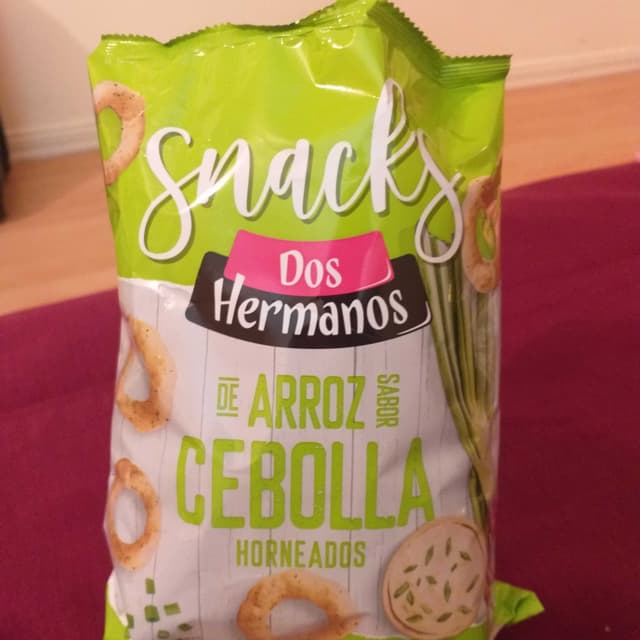 Snacks
Dos
Hermanos
DE ARROZ SABOR
CEBOLLA
HORNEADOS